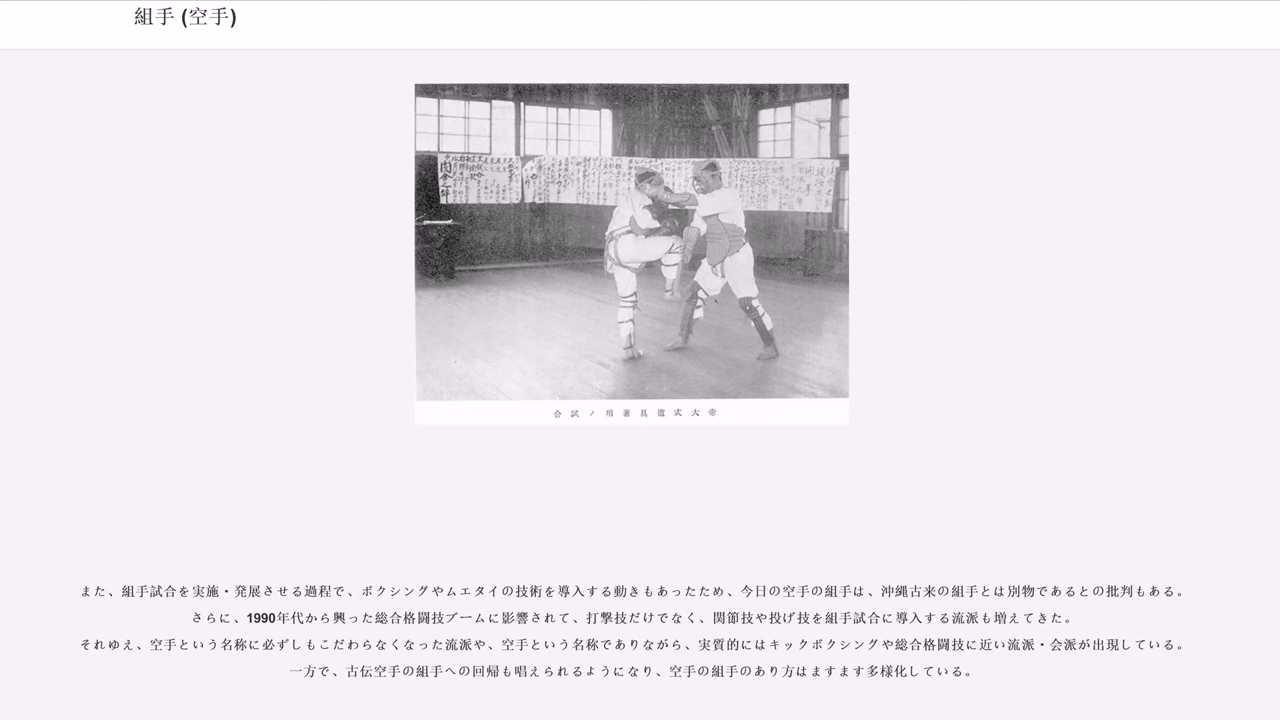 組手 (空手)
合試ノ用著具道式大帝
また、組手試合を実施・発展させる過程で、ボクシングやムエタイの技術を導入する動きもあったため、今日の空手の組手は、沖縄古来の組手とは別物であるとの批判もある。
さらに、1990年代から興った総合格闘技ブームに影響されて、打撃技だけでなく、関節技や投げ技を組手試合に導入する流派も増えてきた。
それゆえ、空手という名称に必ずしもこだわらなくなった流派や、空手という名称でありながら、実質的にはキックボクシングや総合格闘技に近い流派・会派が出現している。
一方で、古伝空手の組手への回帰も唱えられるようになり、空手の組手のあり方はますます多様化している。